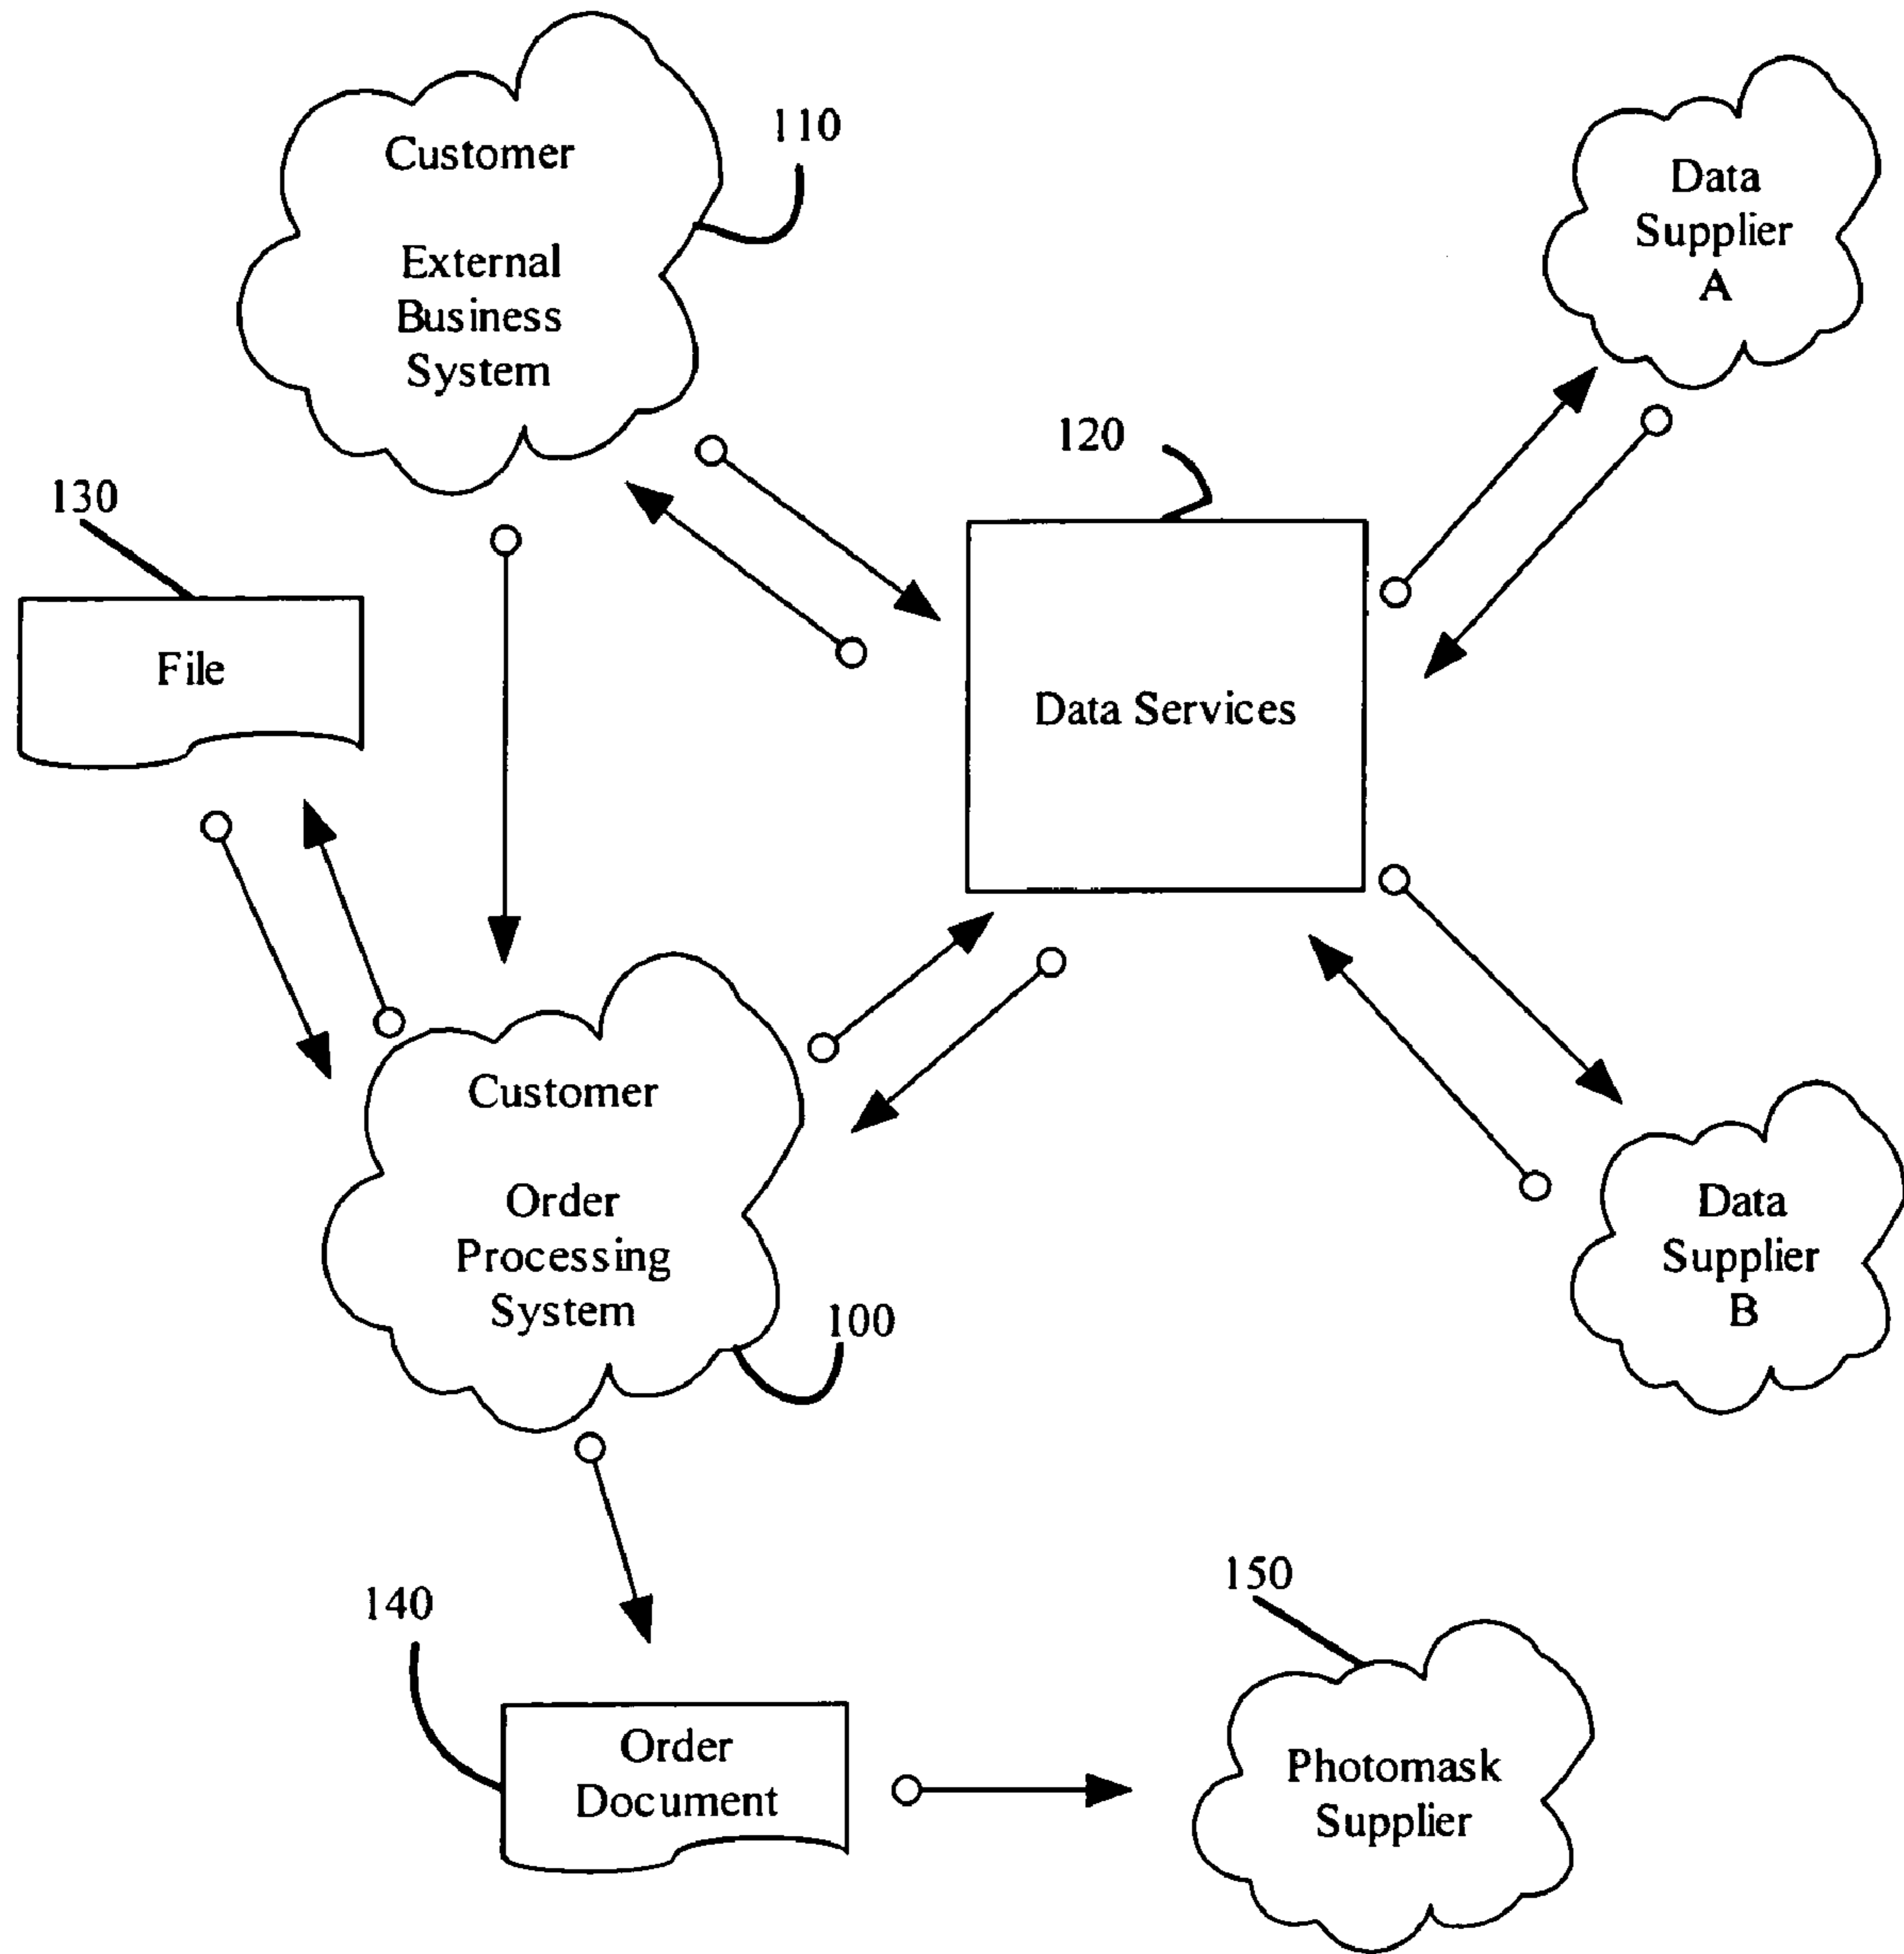 110
Customer
External
Business
System
Data
Supplier
A
120
130
File
Data Services
Customer
Order
Processing
System
100
Data
Supplier
B
140
Order
Document
150
Photomask
Supplier